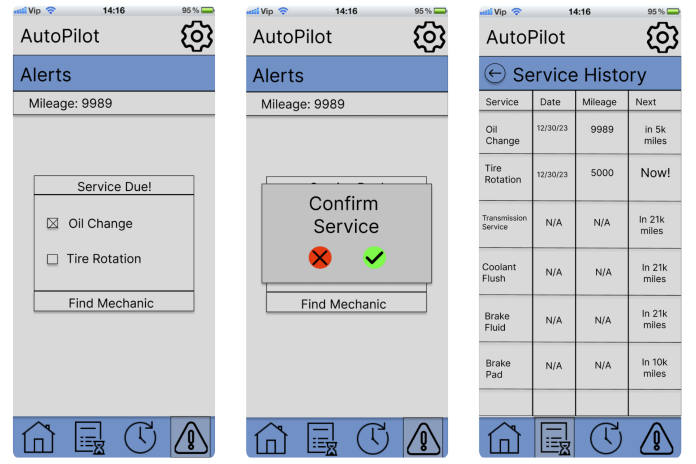 Vip 14:16 95 %
AutoPilot
Alerts
Mileage: 9989
Service Due!
Oil Change
Tire Rotation
Find Mechanic
Vip 14:16 95 %
AutoPilot
Alerts
Mileage: 9989
Confirm
Service
Find Mechanic
Vip 14:16 95 %
AutoPilot
Service History
Service Date Mileage Next
Oil
Change
12/30/23
9989
in 5k
miles
Tire
Rotation
12/30/23
5000
Now!
Transmission
Service
N/A
N/A
In 21k
miles
Coolant
Flush
N/A
N/A
In 21k
miles
Brake
Fluid
N/A
N/A
In 21k
miles
Brake
Pad
N/A
N/A
In 10k
miles